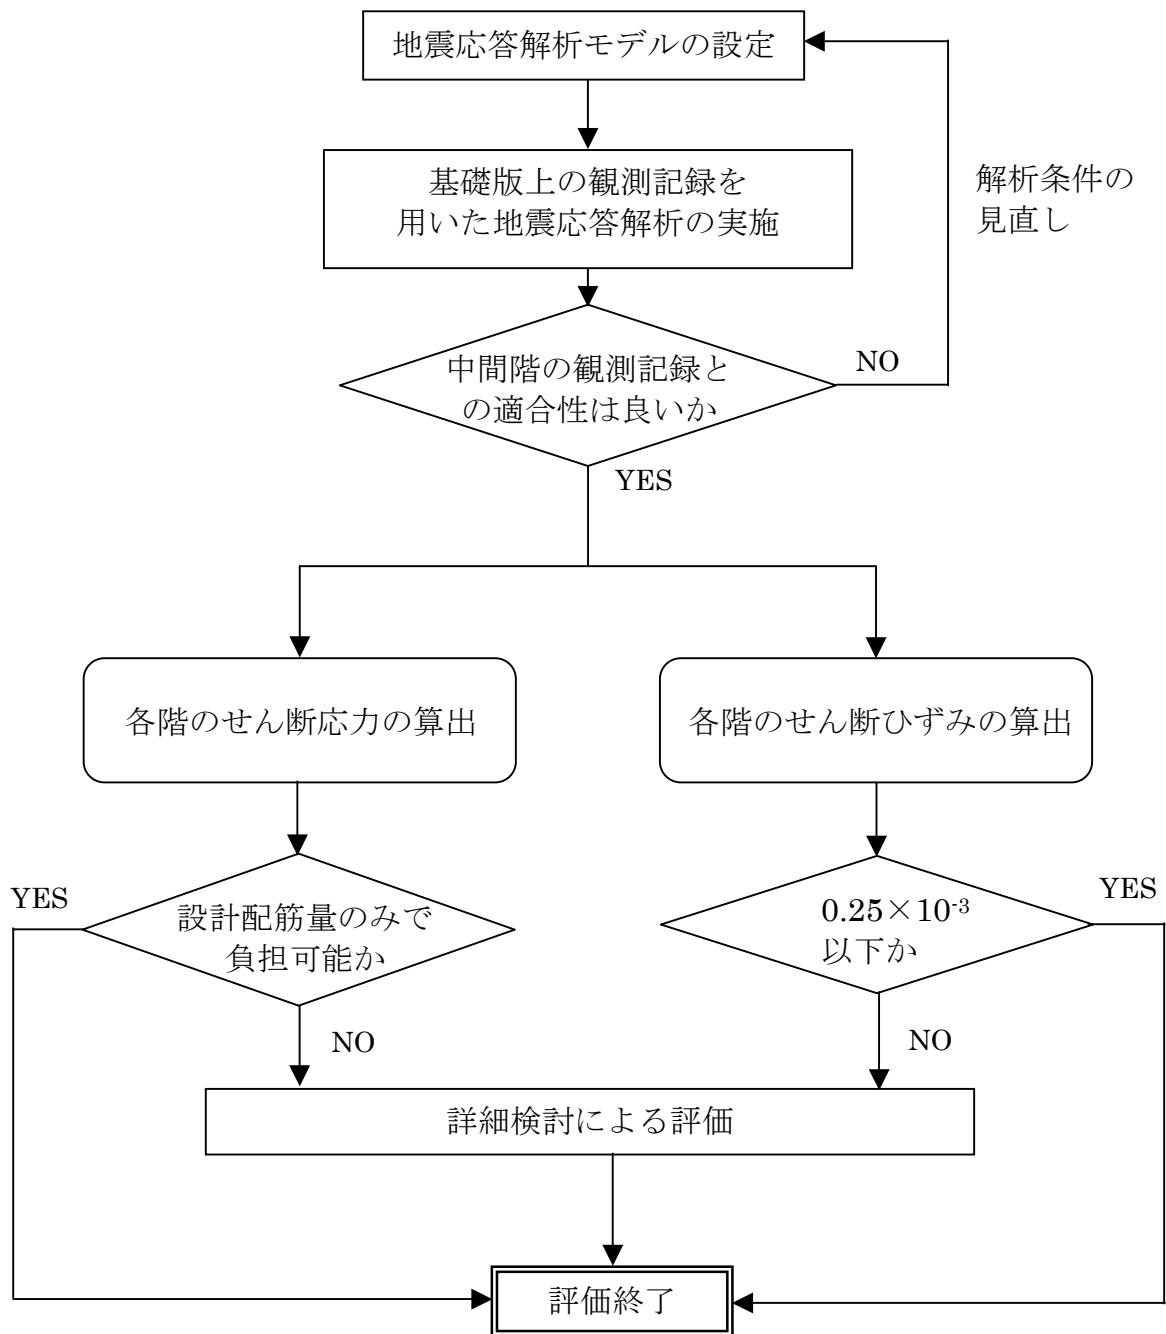 地震応答解析モデルの設定
基礎版上の観測記録を
用いた地震応答解析の実施
解析条件の
見直し
中間階の観測記録と
の適合性は良いか
NO
YES
各階のせん断応力の算出
各階のせん断ひずみの算出
YES
設計配筋量のみで
負担可能か
0.25×10⁻³
以下か
YES
NO
NO
詳細検討による評価
評価終了